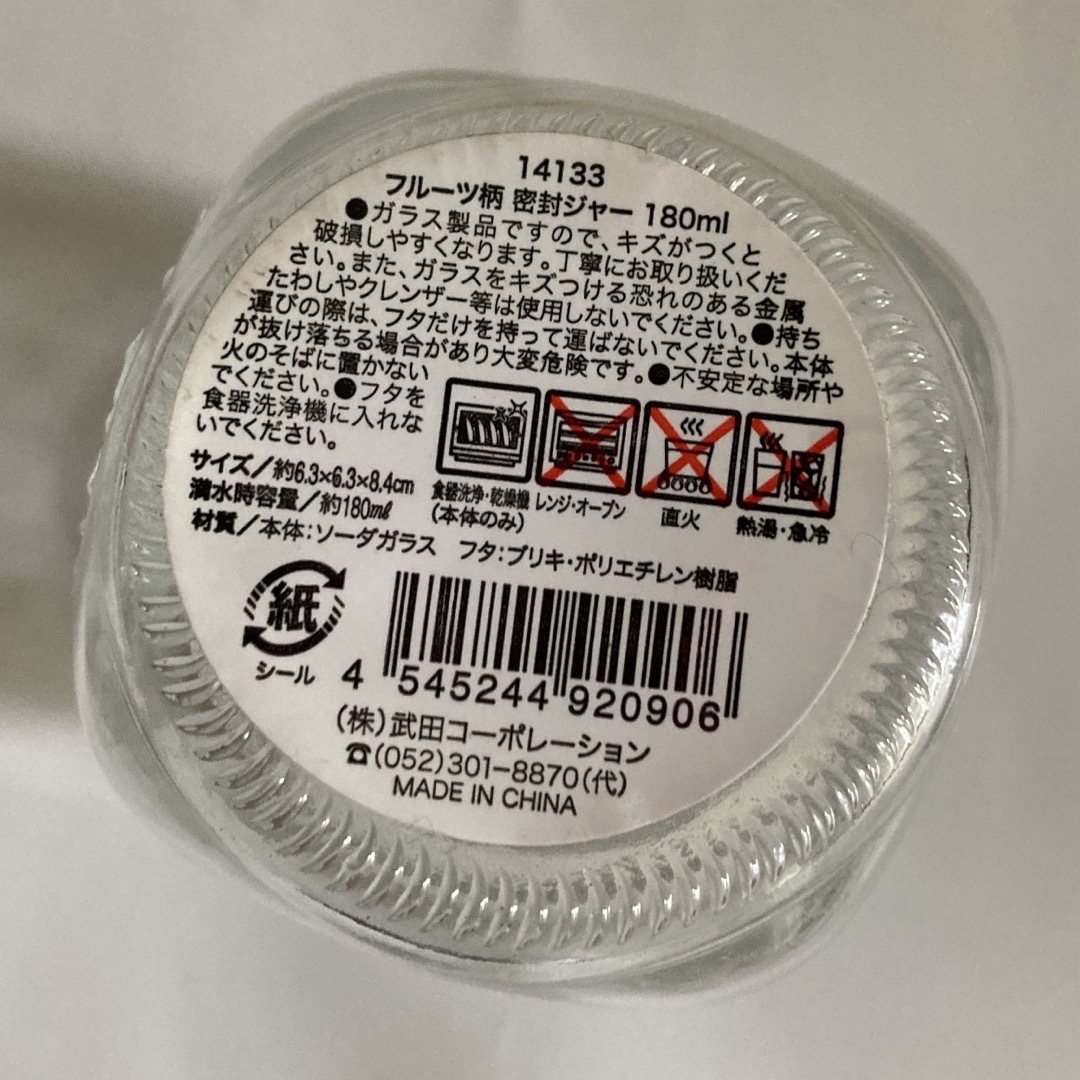 14133
フルーツ柄 密封ジャー 180ml
●ガラス製品ですので、キズがつくと
破損しやすくなります。丁寧にお取り扱いくだ
さい。また、ガラスをキズつける恐れのある金属
たわしやクレンザー等は使用しないでください。●持ち
運びの際は、フタだけを持って運ばないでください。本体
が抜け落ちる場合があり大変危険です。●不安定な場所や
火のそばに置かない
でください。●フタを
食器洗浄機に入れな
いでください。
食器洗浄・乾燥機
(本体のみ)
レンジ・オーブン
直火
熱湯・急冷
サイズ/約6.3×6.3×8.4cm
満水時容量/約180ml
材質/本体:ソーダガラス フタ:ブリキ・ポリエチレン樹脂
紙
シール
4 545244 920906
(株)武田コーポレーション
☎(052)301-8870(代)
MADE IN CHINA